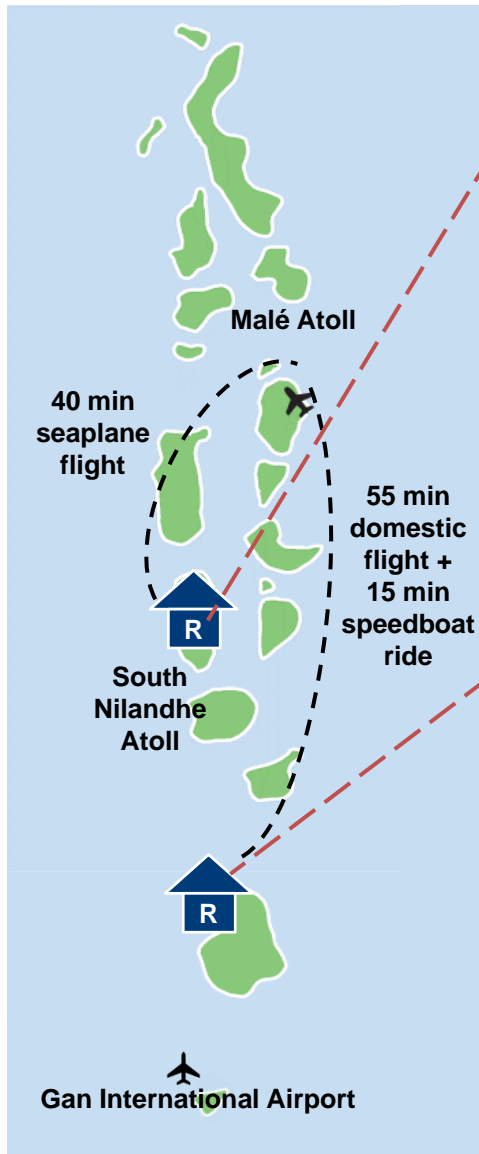 Malé Atoll
40 min
seaplane
flight
55 min
domestic
flight +
15 min
speedboat
ride
R
South
Nilandhe
Atoll
R
Gan International Airport